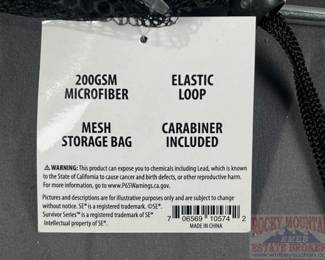 200GSM
MICROFIBER
ELASTIC
LOOP
MESH
STORAGE BAG
CARABINER
INCLUDED
⚠WARNING: This product can expose you to chemicals including Lead, which is known
to the State of California to cause cancer and birth defects, or other reproductive harm.
For more information, go to www.P65Warnings.ca.gov.
Pictures and descriptions are for illustrative purposes only and are subject to change
without notice. SE® is a registered trademark of SE®. ©SE®.
Survivor Series™ is a registered trademark of SE®
Intellectual property of SE®.
7 06569 10574 2
MADE IN CHINA
ROCKY MOUNTAIN
ESTATE BROKERS